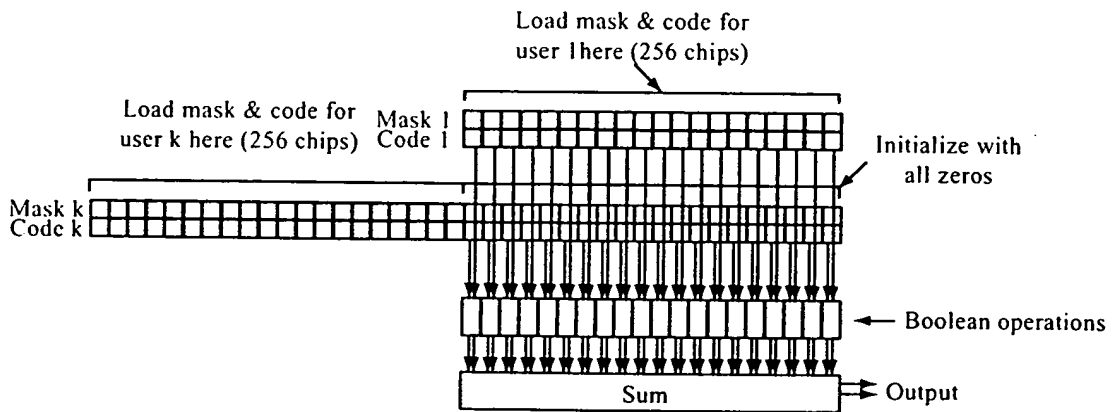 Load mask & code for
user 1here (256 chips)
Load mask & code for
user k here (256 chips)
Mask 1
Code 1
Initialize with
all zeros
Mask k
Code k
Boolean operations
Sum
Output